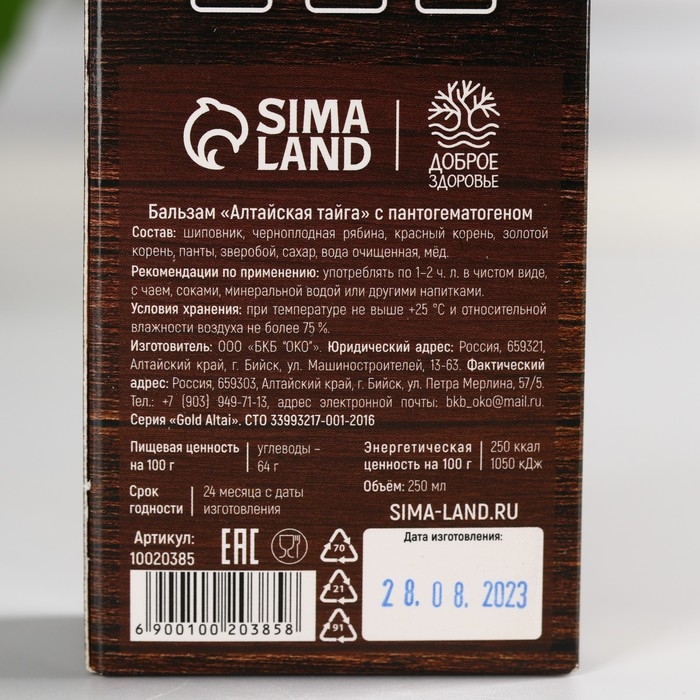 SIMA
LAND
ДОБРОЕ
ЗДОРОВЬЕ
Бальзам «Алтайская тайга» с пантогематогеном
Состав: шиповник, черноплодная рябина, красный корень, золотой
корень, панты, зверобой, сахар, вода очищенная, мёд.
Рекомендации по применению: употреблять по 1–2 ч. л. в чистом виде,
с чаем, соками, минеральной водой или другими напитками.
Условия хранения: при температуре не выше +25 °С и относительной
влажности воздуха не более 75 %.
Изготовитель: ООО «БКБ "ОКО"». Юридический адрес: Россия, 659321,
Алтайский край, г. Бийск, ул. Машиностроителей, 13-63. Фактический
адрес: Россия, 659303, Алтайский край, г. Бийск, ул. Петра Мерлина, 57/5.
Тел.: +7 (903) 949-71-13, адрес электронной почты: bkb_oko@mail.ru.
Серия «Gold Altai». СТО 33993217-001-2016
Пищевая ценность
на 100 г
углеводы –
64 г
Энергетическая
ценность на 100 г
250 ккал
1050 кДж
Объём: 250 мл
Срок
годности
24 месяца с даты
изготовления
SIMA-LAND.RU
Артикул:
10020385
EAC
70
21
91
Дата изготовления:
28.08.2023
6 900100 203858